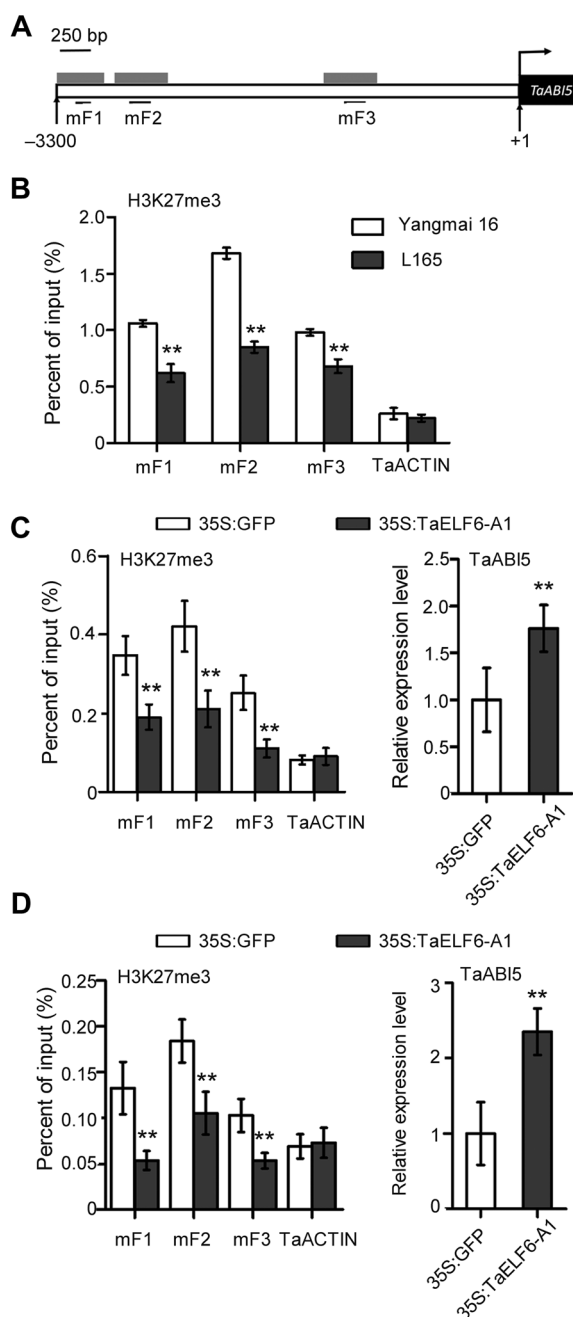 A
250 bp
TaABI5
mF1 mF2 mF3
–3300 +1
B
H3K27me3
Percent of input (%)
2.0
1.5
1.0
0.5
0
Yangmai 16
L165
** ** **
mF1 mF2 mF3 TaACTIN
C
35S:GFP 35S:TaELF6-A1
H3K27me3
Percent of input (%)
0.6
0.4
0.2
0
** ** **
mF1 mF2 mF3 TaACTIN
TaABI5
Relative expression level
2.5
2.0
1.5
1.0
0.5
0
**
35S:GFP
35S:TaELF6-A1
D
35S:GFP 35S:TaELF6-A1
H3K27me3
Percent of input (%)
0.25
0.20
0.15
0.10
0.05
0
** ** **
mF1 mF2 mF3 TaACTIN
TaABI5
Relative expression level
3
2
1
0
**
35S:GFP
35S:TaELF6-A1